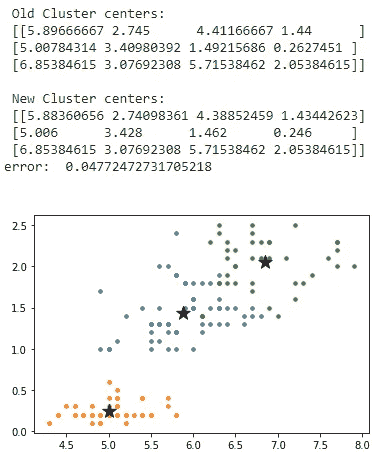 Old Cluster centers:
[[5.89666667 2.745      4.41166667 1.44      ]
[5.00784314 3.40980392 1.49215686 0.2627451 ]
[6.85384615 3.07692308 5.71538462 2.05384615]]
New Cluster centers:
[[5.88360656 2.74098361 4.38852459 1.43442623]
[5.006      3.428      1.462      0.246     ]
[6.85384615 3.07692308 5.71538462 2.05384615]]
error:  0.04772472731705218
2.5
2.0
1.5
1.0
0.5
0.0
4.5 5.0 5.5 6.0 6.5 7.0 7.5 8.0